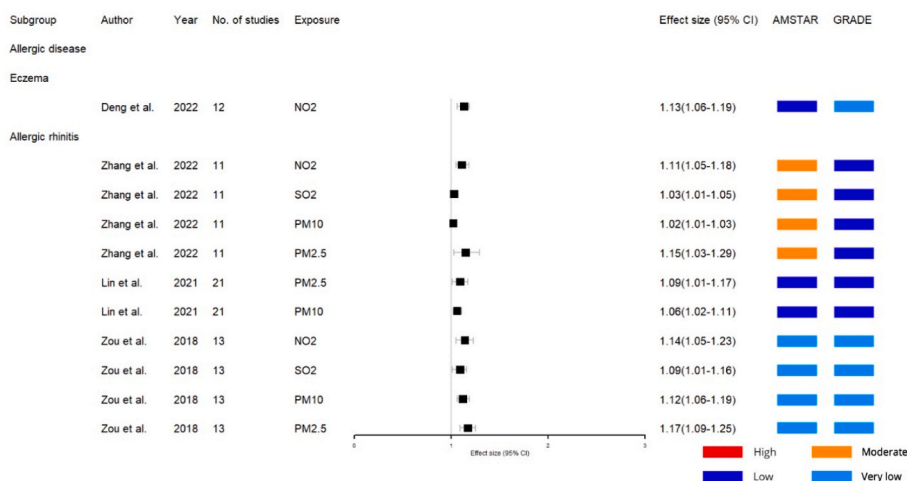 Subgroup Author Year No. of studies Exposure Effect size (95% CI) AMSTAR GRADE
Allergic disease
Eczema
Deng et al. 2022 12 NO2 1.13(1.06-1.19)
Allergic rhinitis
Zhang et al. 2022 11 NO2 1.11(1.05-1.18)
Zhang et al. 2022 11 SO2 1.03(1.01-1.05)
Zhang et al. 2022 11 PM10 1.02(1.01-1.03)
Zhang et al. 2022 11 PM2.5 1.15(1.03-1.29)
Lin et al. 2021 21 PM2.5 1.09(1.01-1.17)
Lin et al. 2021 21 PM10 1.06(1.02-1.11)
Zou et al. 2018 13 NO2 1.14(1.05-1.23)
Zou et al. 2018 13 SO2 1.09(1.01-1.16)
Zou et al. 2018 13 PM10 1.12(1.06-1.19)
Zou et al. 2018 13 PM2.5 1.17(1.09-1.25)
0 1 2 3
Effect size (95% CI)
High Moderate
Low Very low